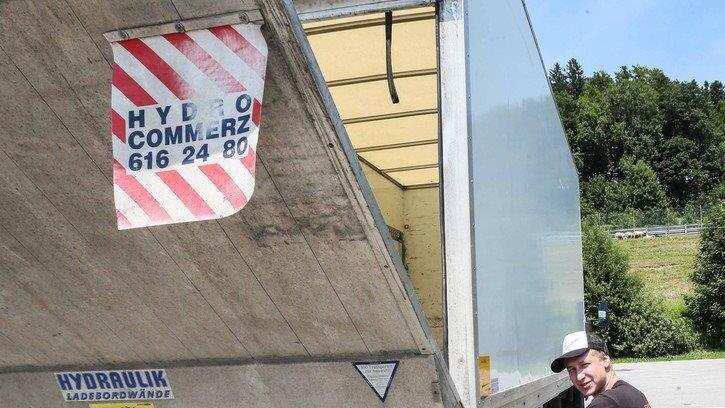 HYDRO
COMMERZ
616 24 80
HYDRAULIK
LADEBORDWÄNDE